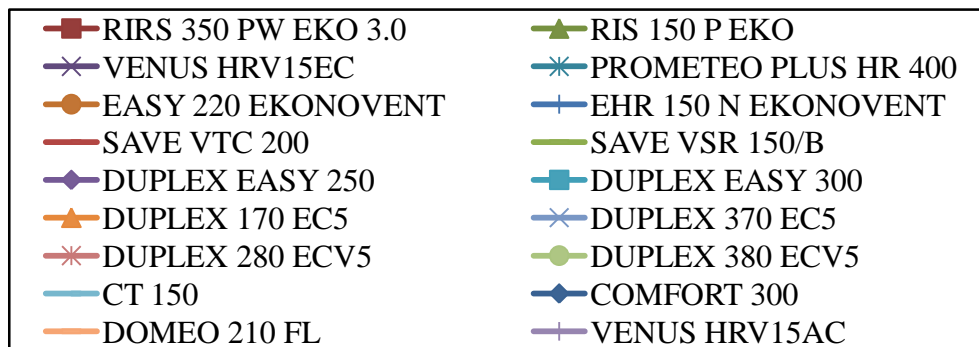 RIRS 350 PW EKO 3.0 RIS 150 P EKO
VENUS HRV15EC PROMETEO PLUS HR 400
EASY 220 EKONOVENT EHR 150 N EKONOVENT
SAVE VTC 200 SAVE VSR 150/B
DUPLEX EASY 250 DUPLEX EASY 300
DUPLEX 170 EC5 DUPLEX 370 EC5
DUPLEX 280 ECV5 DUPLEX 380 ECV5
CT 150 COMFORT 300
DOMEO 210 FL VENUS HRV15AC